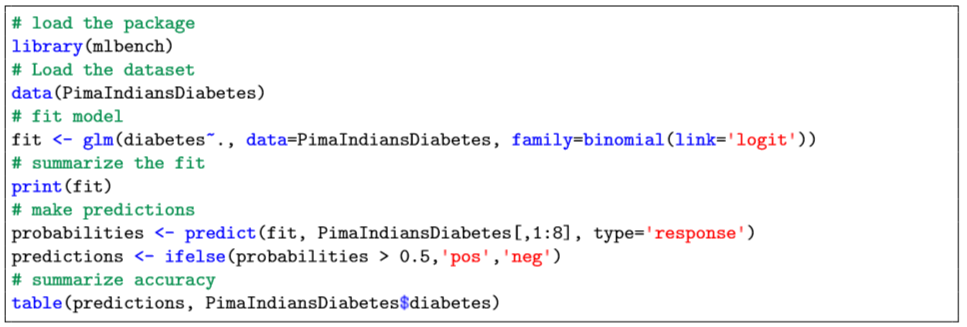 # load the package
library(mlbench)
# Load the dataset
data(PimaIndiansDiabetes)
# fit model
fit <- glm(diabetes~., data=PimaIndiansDiabetes, family=binomial(link='logit'))
# summarize the fit
print(fit)
# make predictions
probabilities <- predict(fit, PimaIndiansDiabetes[,1:8], type='response')
predictions <- ifelse(probabilities > 0.5,'pos','neg')
# summarize accuracy
table(predictions, PimaIndiansDiabetes$diabetes)